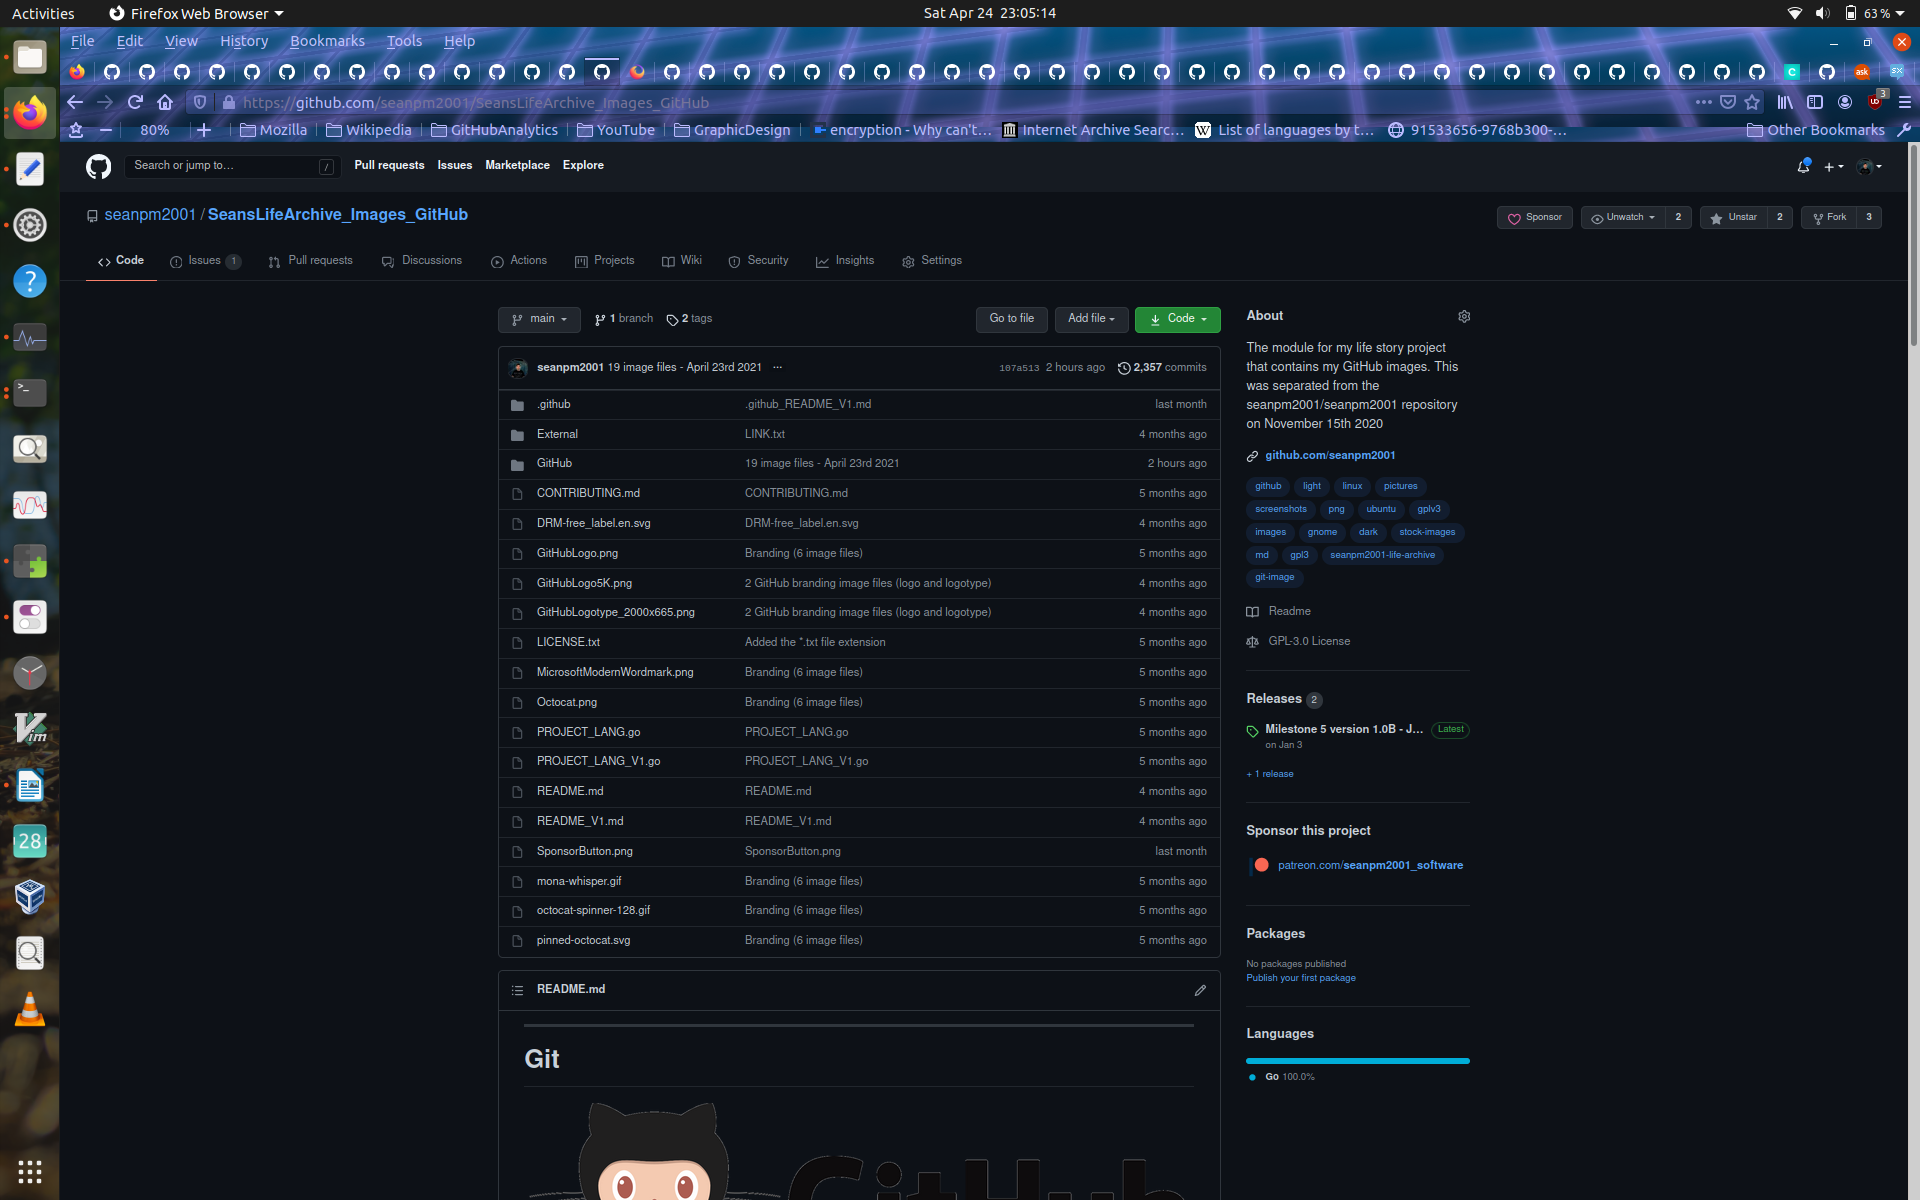 Activities Firefox Web Browser Sat Apr 24 23:05:14 63 %
File Edit View History Bookmarks Tools Help
https://github.com/seanpm2001/SeansLifeArchive_Images_GitHub 3
80% Mozilla Wikipedia GitHubAnalytics YouTube GraphicDesign encryption - Why can't… Internet Archive Searc… List of languages by t… 91533656-9768b300-… Other Bookmarks
Search or jump to… / Pull requests Issues Marketplace Explore
seanpm2001 / SeansLifeArchive_Images_GitHub Sponsor Unwatch 2 Unstar 2 Fork 3
Code Issues 1 Pull requests Discussions Actions Projects Wiki Security Insights Settings
main 1 branch 2 tags Go to file Add file Code
seanpm2001 19 image files - April 23rd 2021 ... 107a513 2 hours ago 2,357 commits
.github .github_README_V1.md last month
External LINK.txt 4 months ago
GitHub 19 image files - April 23rd 2021 2 hours ago
CONTRIBUTING.md CONTRIBUTING.md 5 months ago
DRM-free_label.en.svg DRM-free_label.en.svg 4 months ago
GitHubLogo.png Branding (6 image files) 5 months ago
GitHubLogo5K.png 2 GitHub branding image files (logo and logotype) 4 months ago
GitHubLogotype_2000x665.png 2 GitHub branding image files (logo and logotype) 4 months ago
LICENSE.txt Added the *.txt file extension 5 months ago
MicrosoftModernWordmark.png Branding (6 image files) 5 months ago
Octocat.png Branding (6 image files) 5 months ago
PROJECT_LANG.go PROJECT_LANG.go 5 months ago
PROJECT_LANG_V1.go PROJECT_LANG_V1.go 5 months ago
README.md README.md 4 months ago
README_V1.md README_V1.md 4 months ago
SponsorButton.png SponsorButton.png last month
mona-whisper.gif Branding (6 image files) 5 months ago
octocat-spinner-128.gif Branding (6 image files) 5 months ago
pinned-octocat.svg Branding (6 image files) 5 months ago
README.md
Git
GitHub
About
The module for my life story project
that contains my GitHub images. This
was separated from the
seanpm2001/seanpm2001 repository
on November 15th 2020
github.com/seanpm2001
github light linux pictures
screenshots png ubuntu gplv3
images gnome dark stock-images
md gpl3 seanpm2001-life-archive
git-image
Readme
GPL-3.0 License
Releases 2
Milestone 5 version 1.0B - J… Latest
on Jan 3
+ 1 release
Sponsor this project
patreon.com/seanpm2001_software
Packages
No packages published
Publish your first package
Languages
Go 100.0%
28
Vim
ask